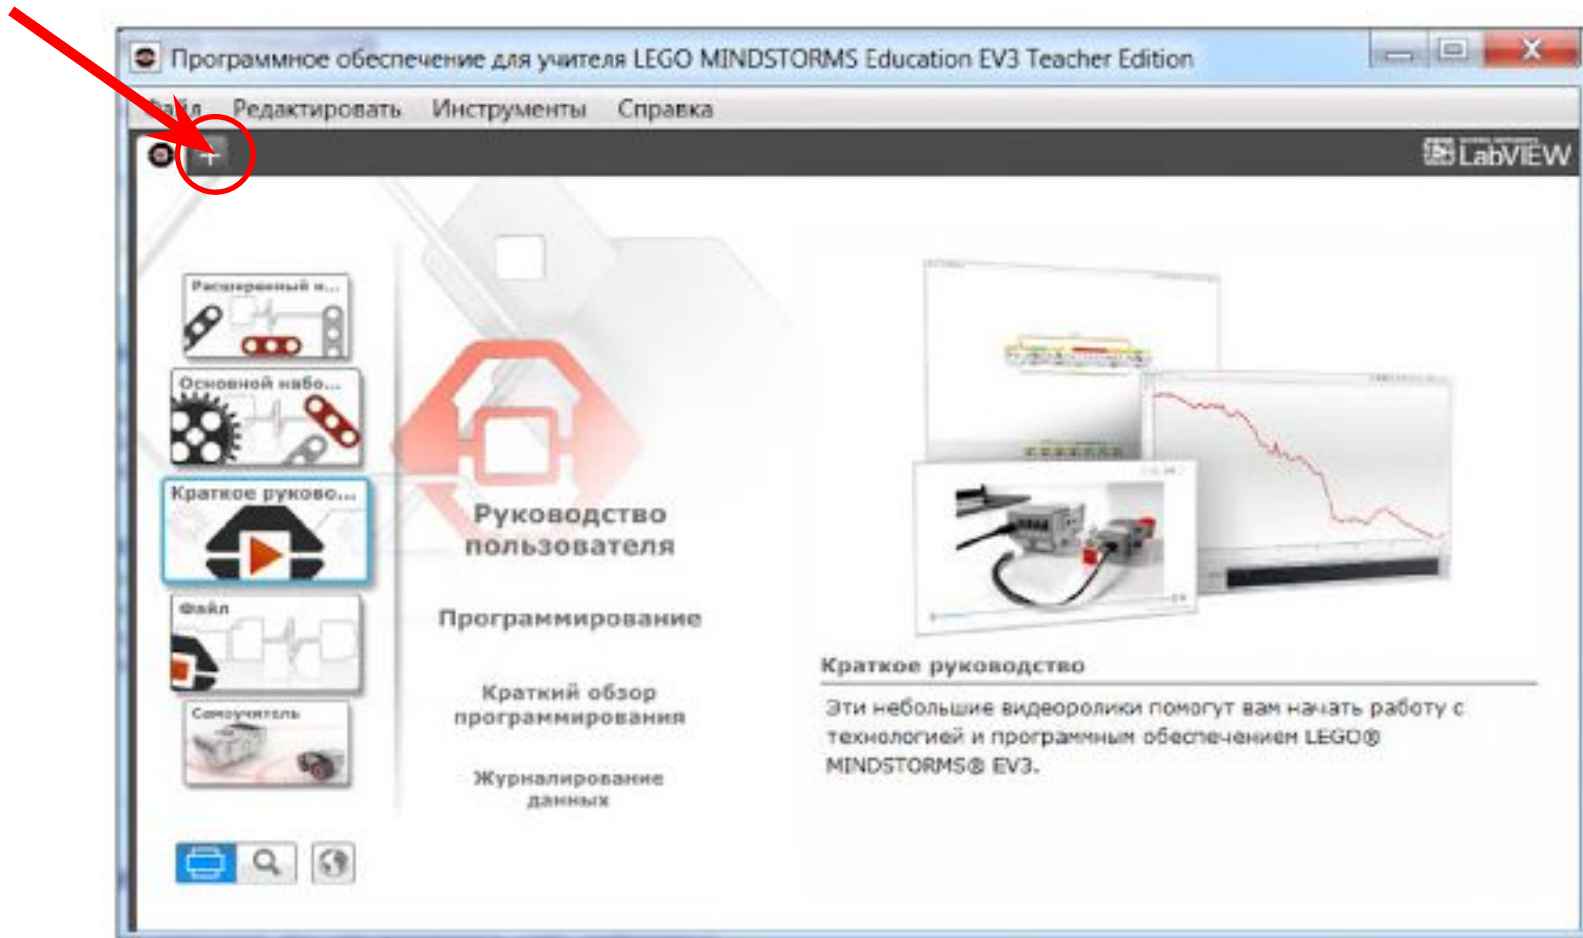 Программное обеспечение для учителя LEGO MINDSTORMS Education EV3 Teacher Edition
Файл Редактировать Инструменты Справка
LabVIEW
Расширенный н...
Основной набо...
Краткое руково...
Файл
Самоучитель
Руководство
пользователя
Программирование
Краткий обзор
программирования
Журналирование
данных
Краткое руководство
Эти небольшие видеоролики помогут вам начать работу с
технологией и программным обеспечением LEGO®
MINDSTORMS® EV3.